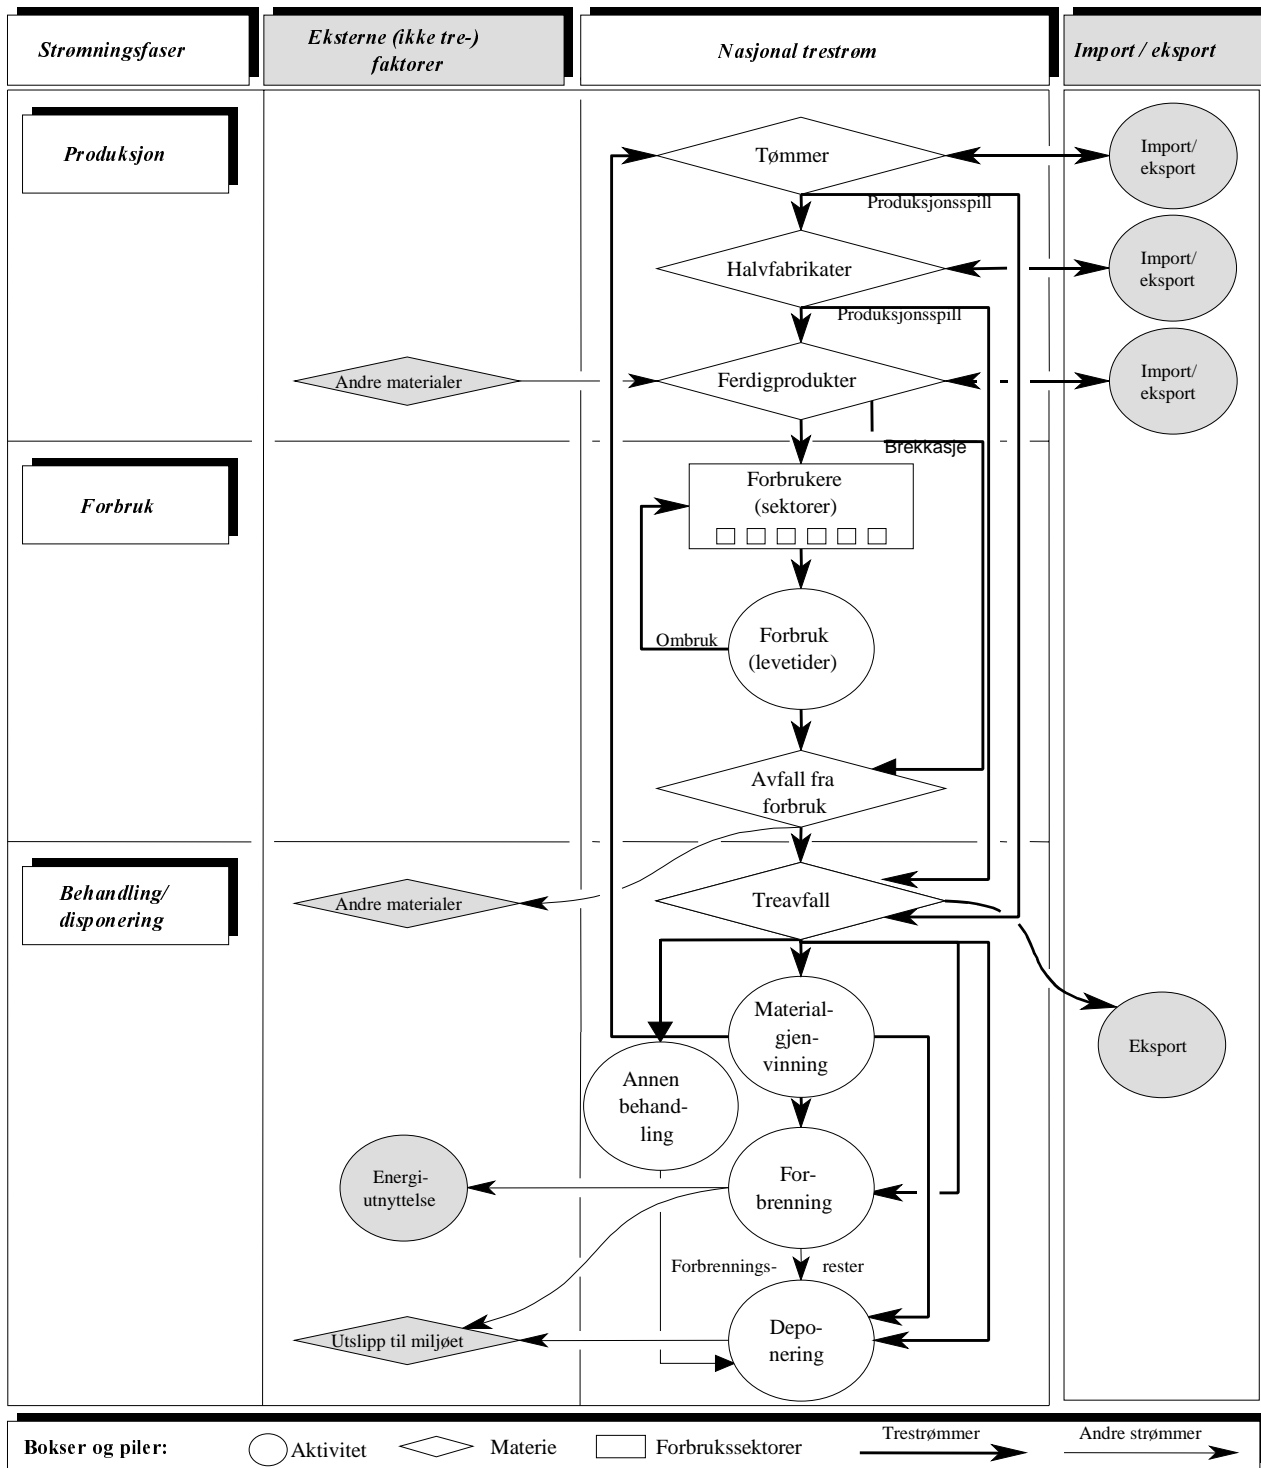 Strømningsfaser
Eksterne (ikke tre-)
faktorer
Nasjonal trestrøm
Import / eksport
Produksjon
Tømmer
Import/
eksport
Produksjonsspill
Halvfabrikater
Import/
eksport
Produksjonsspill
Andre materialer
Ferdigprodukter
Import/
eksport
Brekkasje
Forbruk
Forbrukere
(sektorer)
Ombruk
Forbruk
(levetider)
Avfall fra
forbruk
Behandling/
disponering
Andre materialer
Treavfall
Material-
gjen-
vinning
Eksport
Annen
behand-
ling
Energi-
utnyttelse
For-
brenning
Forbrennings- rester
Utslipp til miljøet
Depo-
nering
Bokser og piler:
Aktivitet
Materie
Forbrukssektorer
Trestrømmer
Andre strømmer